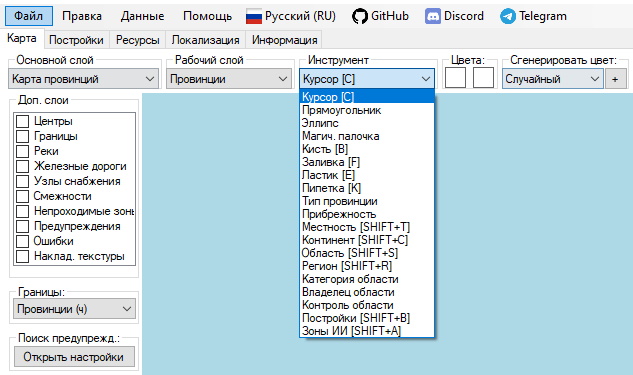 Файл Правка Данные Помощь Русский (RU) GitHub Discord Telegram
Карта Постройки Ресурсы Локализация Информация
Основной слой Рабочий слой Инструмент Цвета: Сгенерировать цвет:
Карта провинций Провинции Курсор [C] Случайный +
Доп. слои
Центры
Границы
Реки
Железные дороги
Узлы снабжения
Смежности
Непроходимые зоны
Предупреждения
Ошибки
Наклад. текстуры
Границы:
Провинции (ч)
Поиск предупрежд.:
Открыть настройки
Курсор [C]
Прямоугольник
Эллипс
Магич. палочка
Кисть [B]
Заливка [F]
Ластик [E]
Пипетка [K]
Тип провинции
Прибрежность
Местность [SHIFT+T]
Континент [SHIFT+C]
Область [SHIFT+S]
Регион [SHIFT+R]
Категория области
Владелец области
Контроль области
Постройки [SHIFT+B]
Зоны ИИ [SHIFT+A]